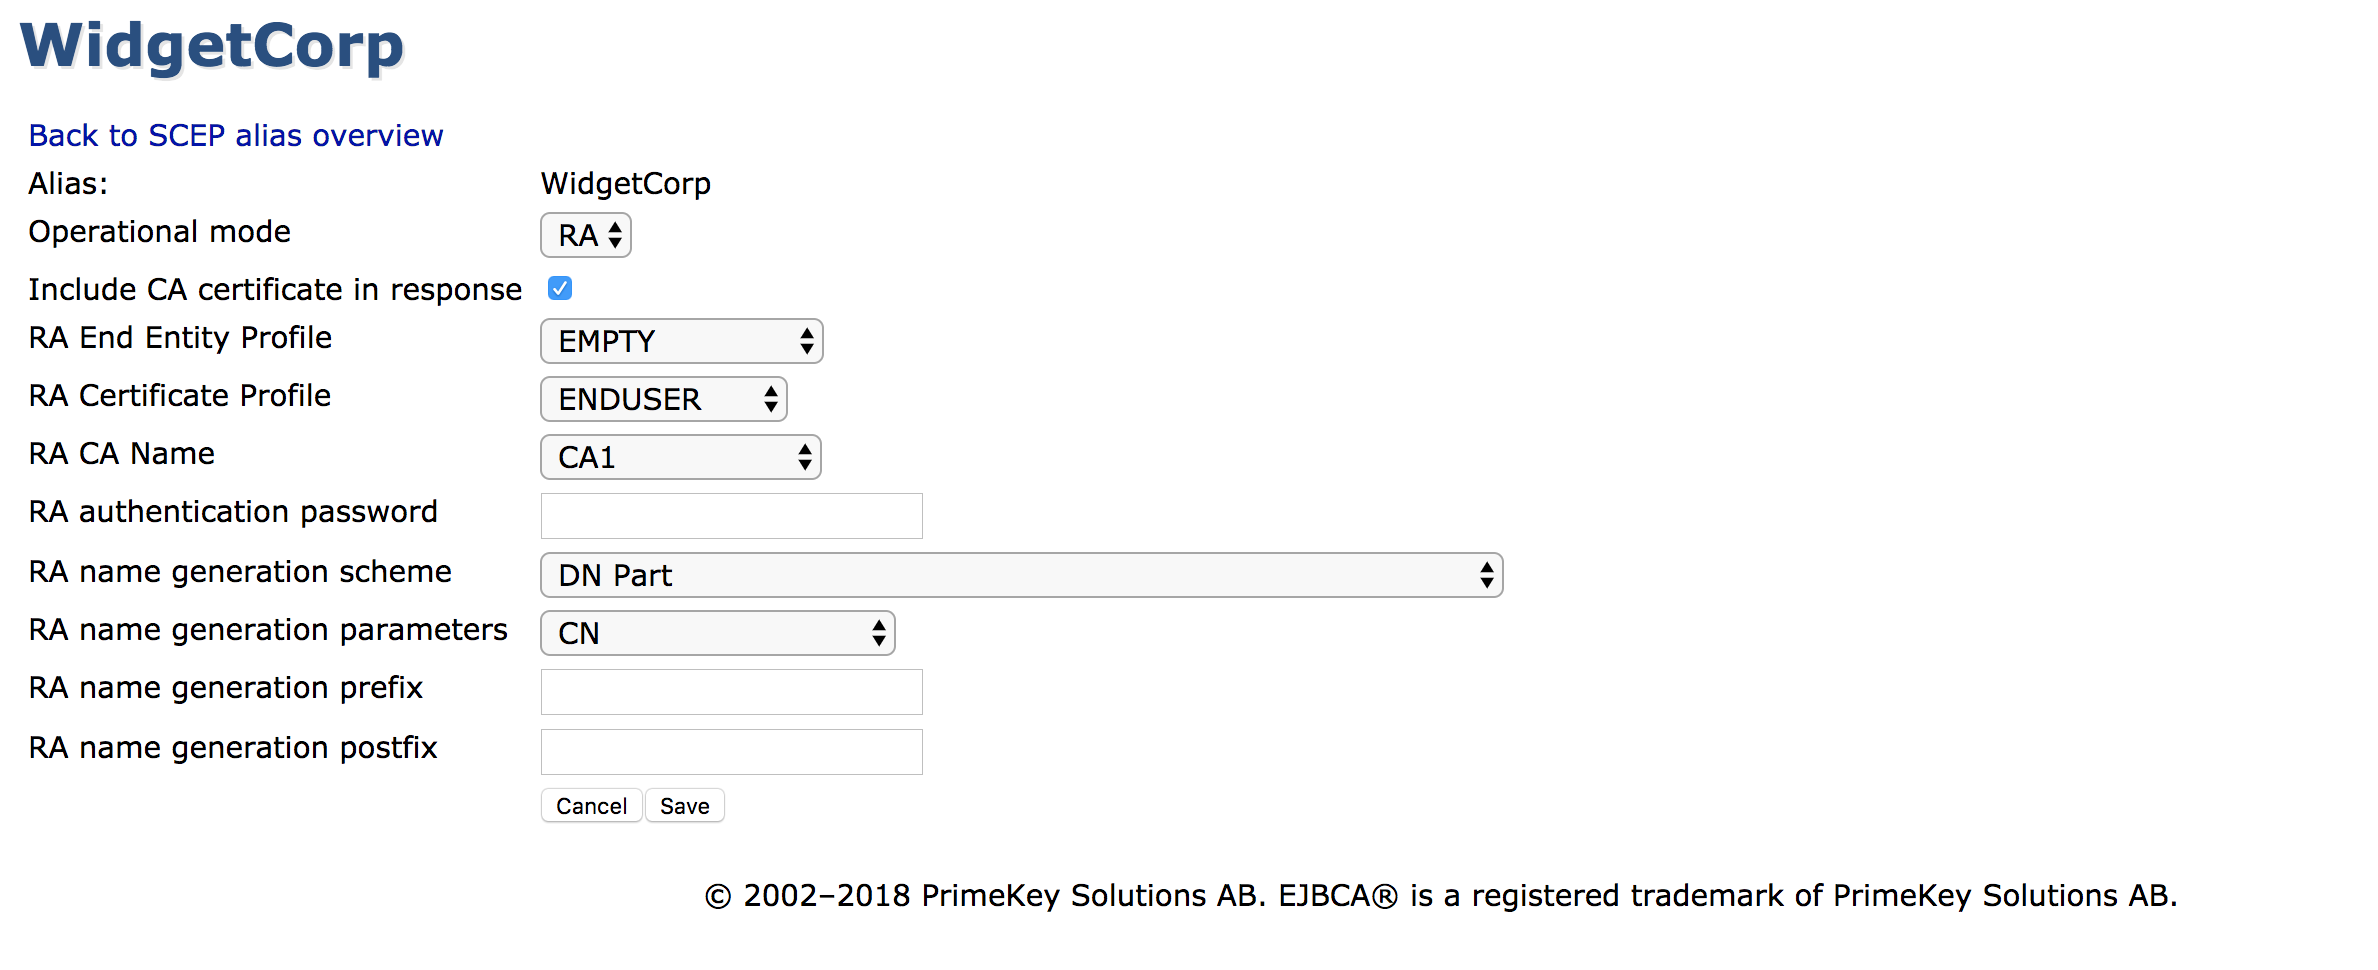 WidgetCorp
Back to SCEP alias overview
Alias: WidgetCorp
Operational mode RA
Include CA certificate in response
RA End Entity Profile EMPTY
RA Certificate Profile ENDUSER
RA CA Name CA1
RA authentication password
RA name generation scheme DN Part
RA name generation parameters CN
RA name generation prefix
RA name generation postfix
Cancel Save
© 2002–2018 PrimeKey Solutions AB. EJBCA® is a registered trademark of PrimeKey Solutions AB.